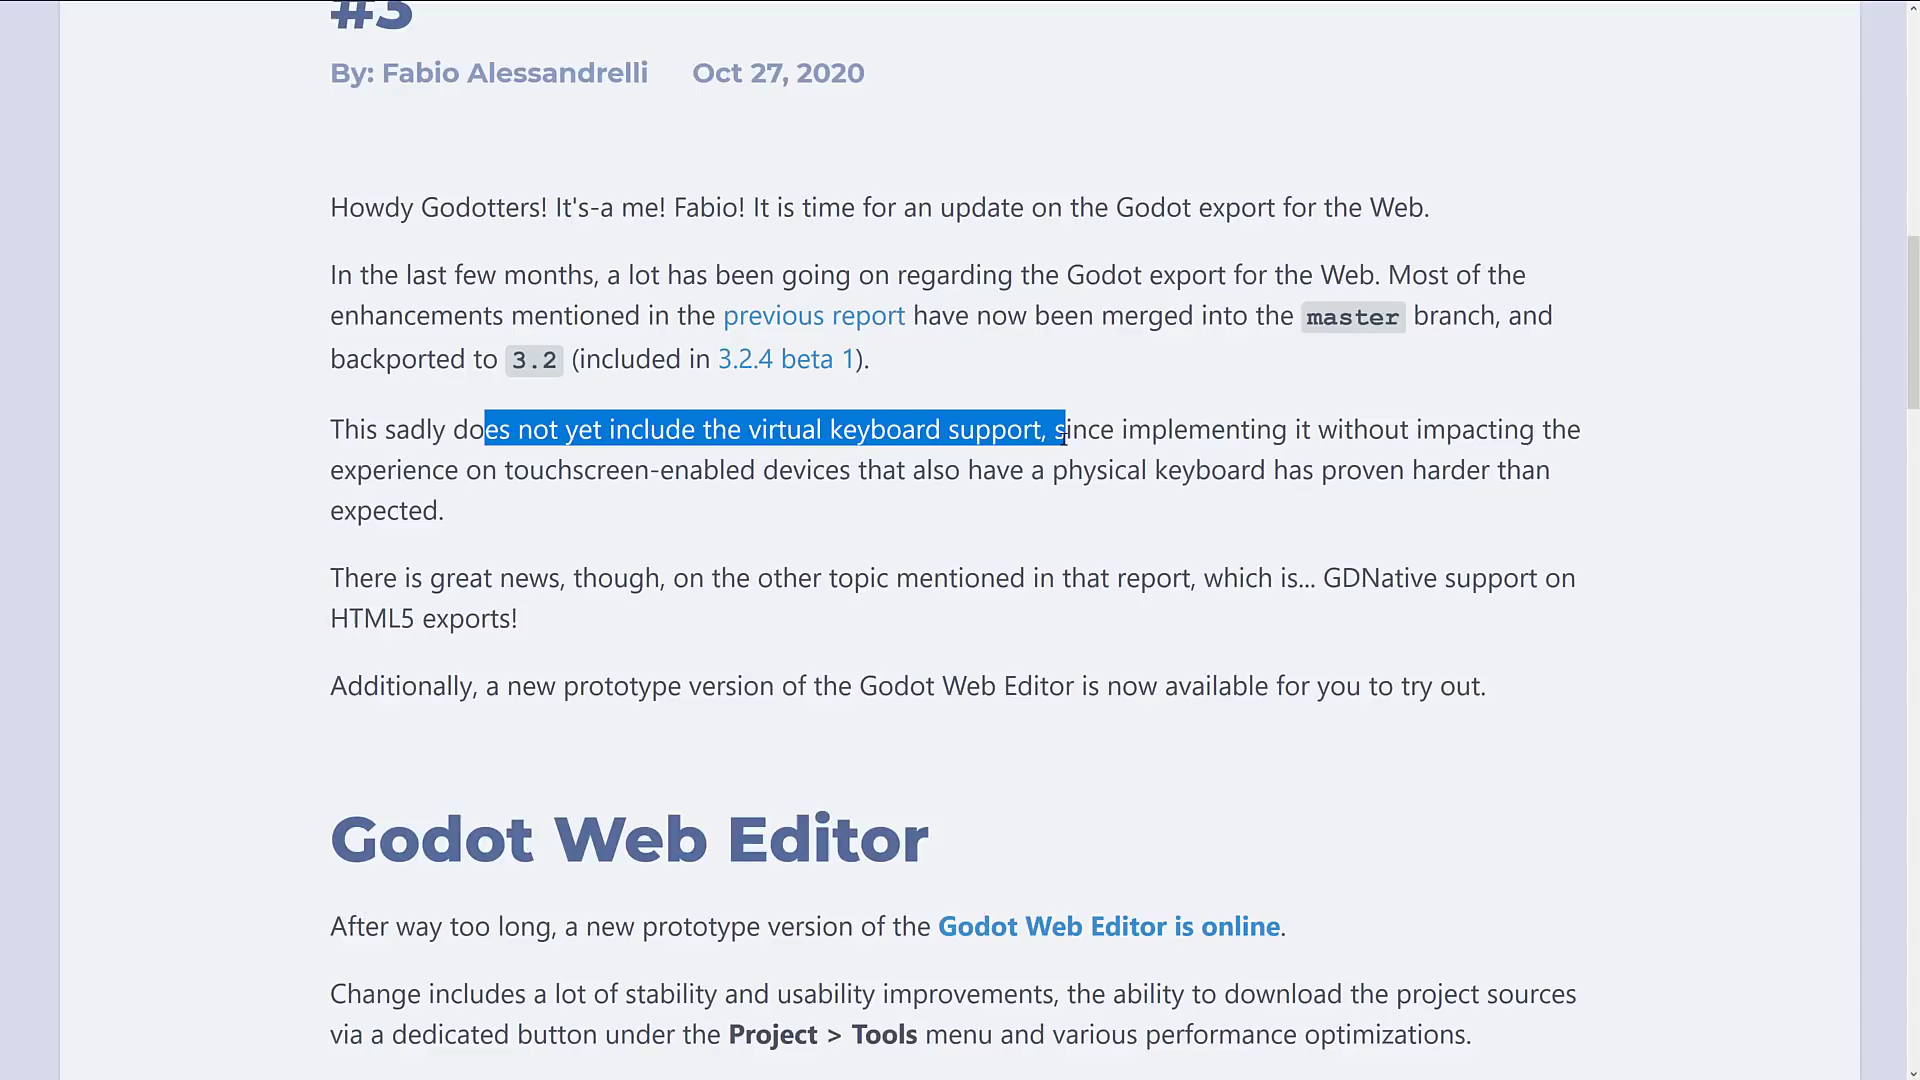 #3
By: Fabio Alessandrelli Oct 27, 2020
Howdy Godotters! It's-a me! Fabio! It is time for an update on the Godot export for the Web.
In the last few months, a lot has been going on regarding the Godot export for the Web. Most of the
enhancements mentioned in the previous report have now been merged into the master branch, and
backported to 3.2 (included in 3.2.4 beta 1).
This sadly does not yet include the virtual keyboard support, since implementing it without impacting the
experience on touchscreen-enabled devices that also have a physical keyboard has proven harder than
expected.
There is great news, though, on the other topic mentioned in that report, which is... GDNative support on
HTML5 exports!
Additionally, a new prototype version of the Godot Web Editor is now available for you to try out.
Godot Web Editor
After way too long, a new prototype version of the Godot Web Editor is online.
Change includes a lot of stability and usability improvements, the ability to download the project sources
via a dedicated button under the Project > Tools menu and various performance optimizations.